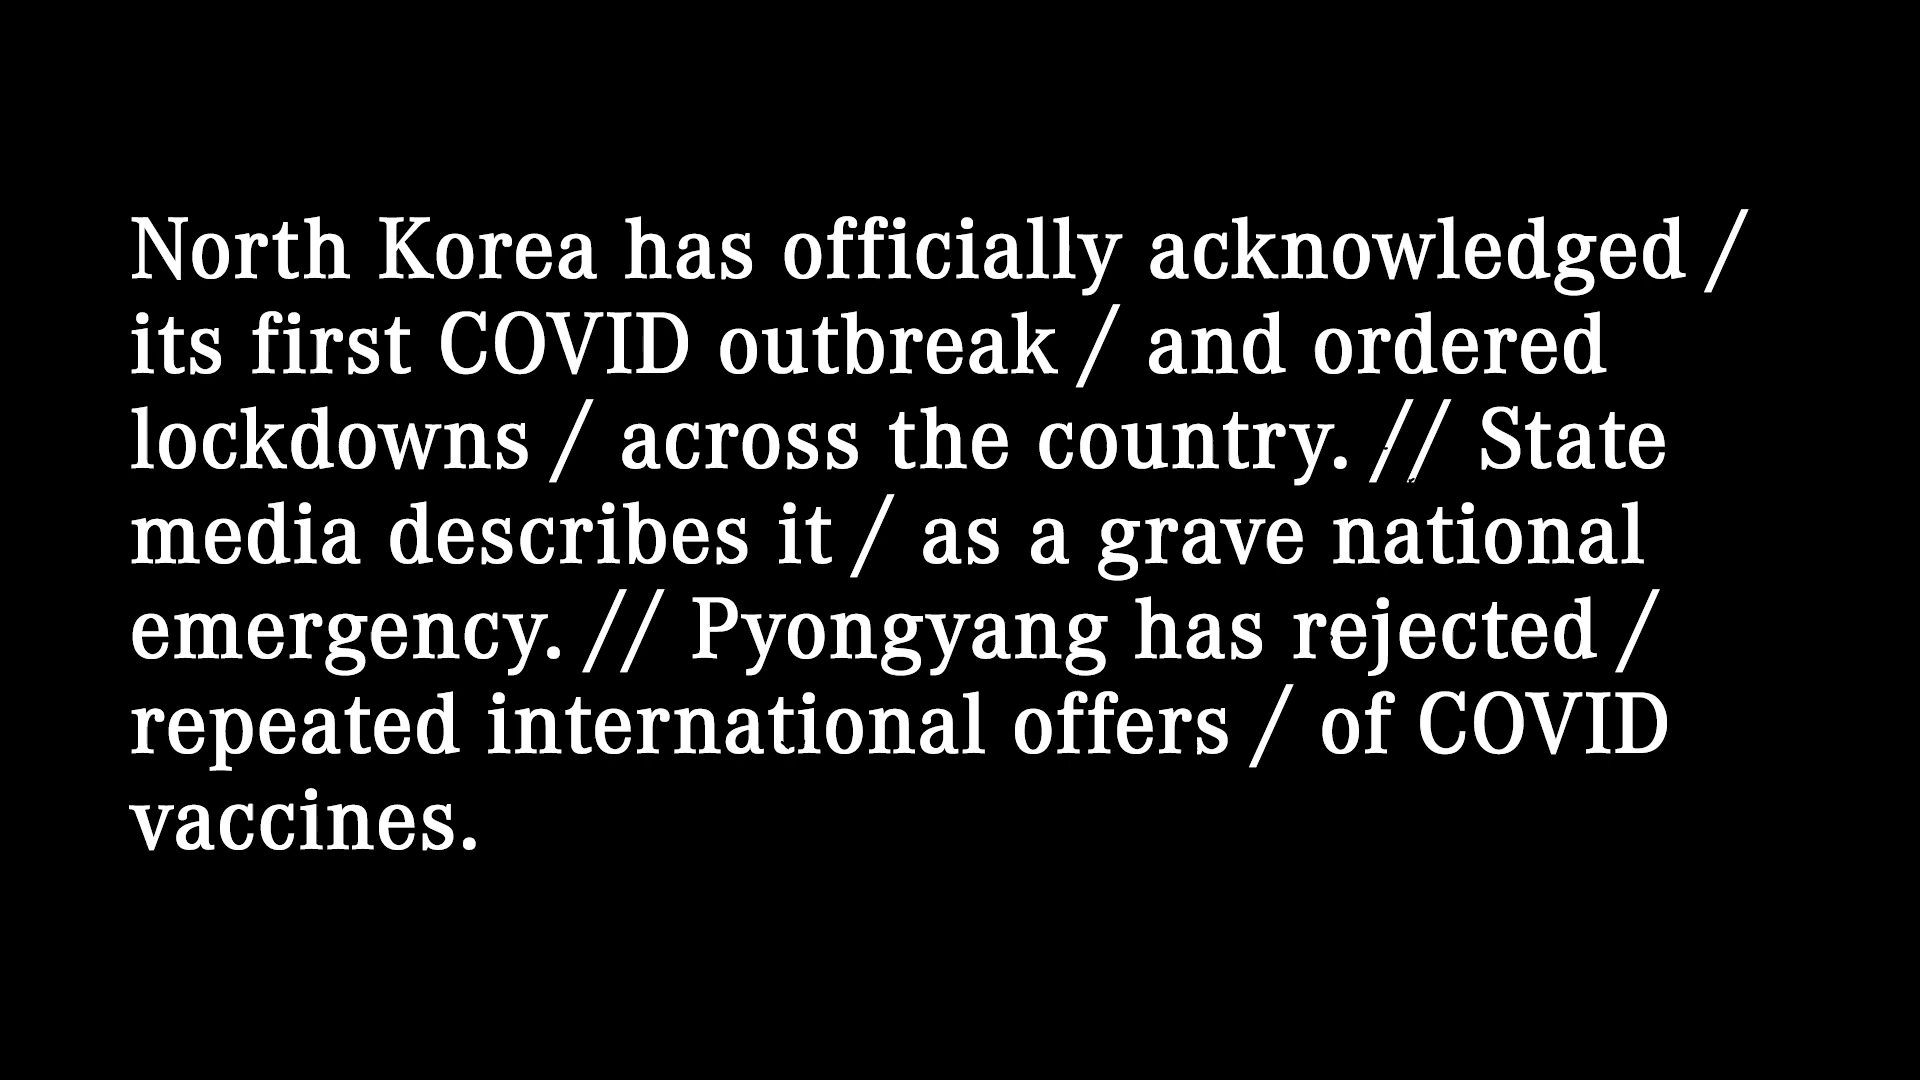 North Korea has officially acknowledged /
its first COVID outbreak / and ordered
lockdowns / across the country. // State
media describes it / as a grave national
emergency. // Pyongyang has rejected /
repeated international offers / of COVID
vaccines.